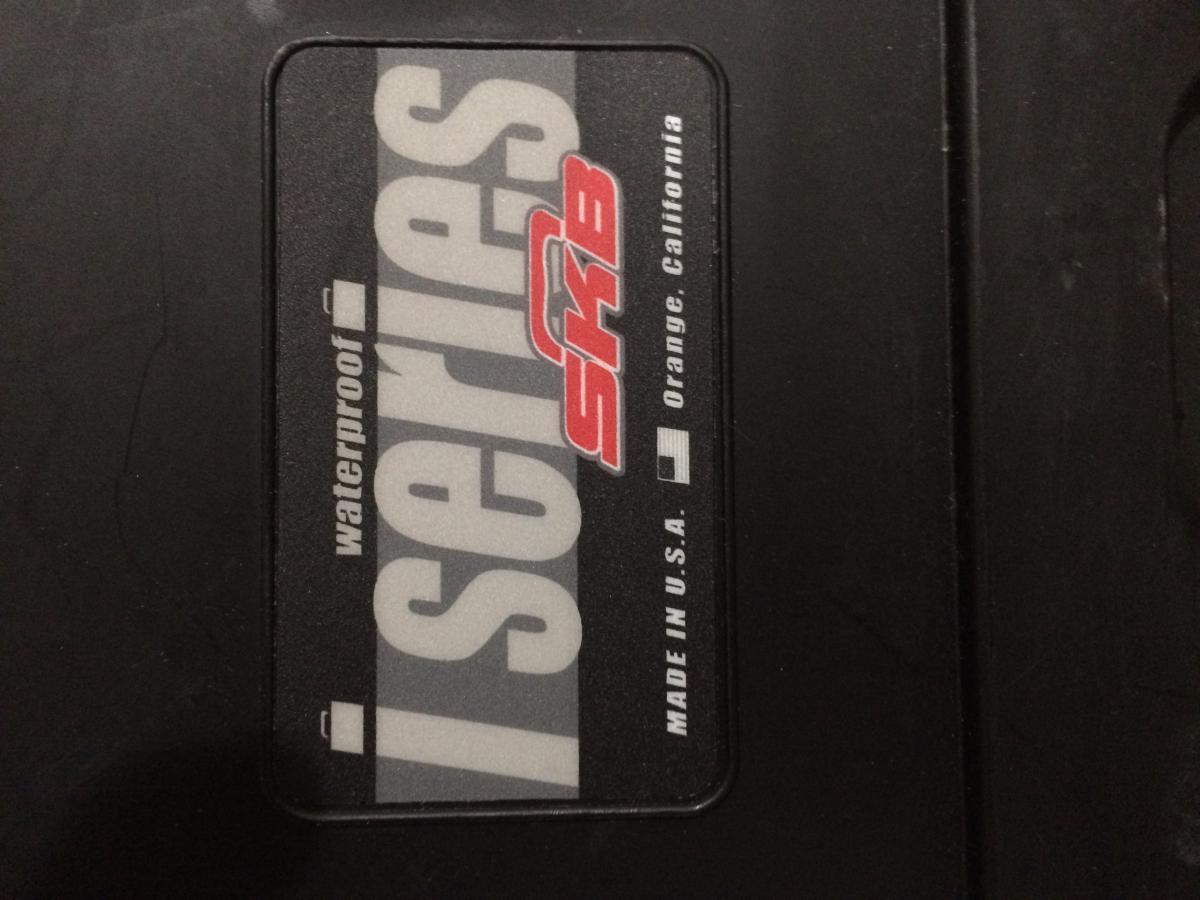 waterproof
i series
SKB
MADE IN U.S.A. Orange, California